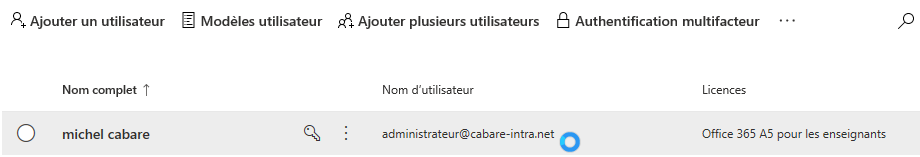 Ajouter un utilisateur Modèles utilisateur Ajouter plusieurs utilisateurs Authentification multifacteur ···
Nom complet ↑ Nom d'utilisateur Licences
michel cabare administrateur@cabare-intra.net Office 365 A5 pour les enseignants